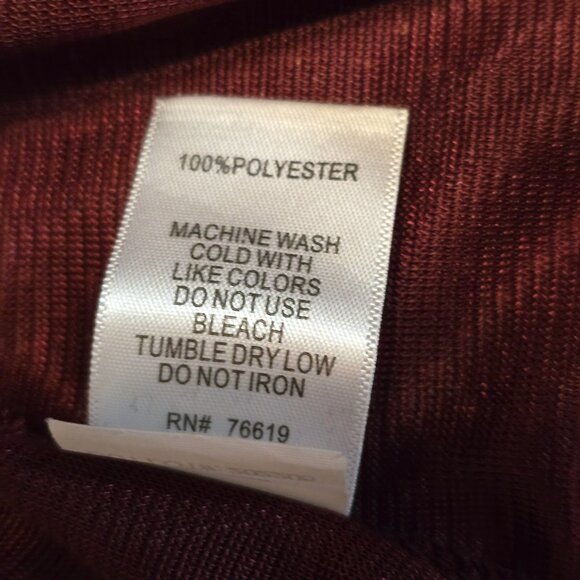 100%POLYESTER
MACHINE WASH
COLD WITH
LIKE COLORS
DO NOT USE
BLEACH
TUMBLE DRY LOW
DO NOT IRON
RN# 76619